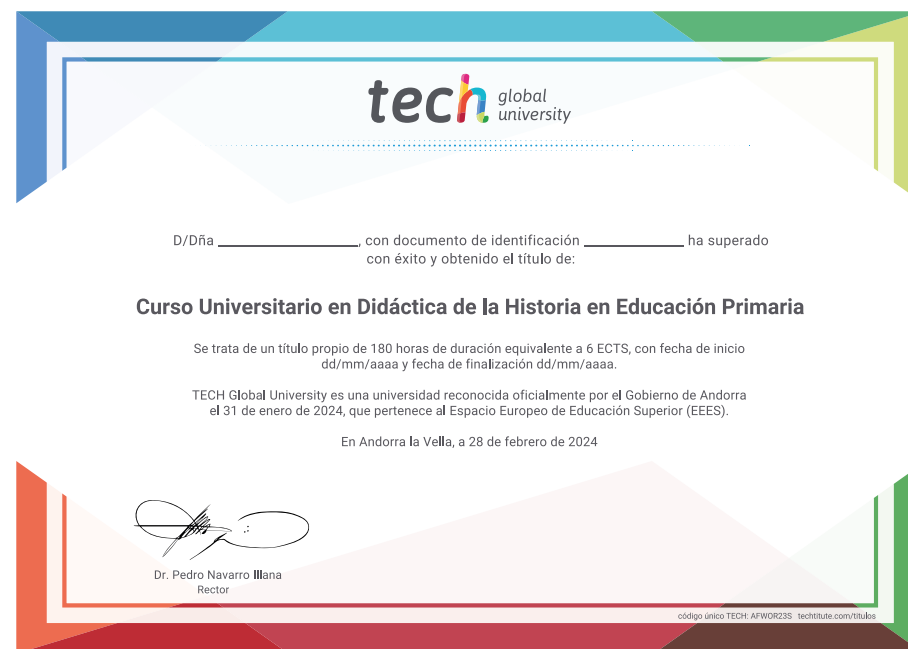 tech global university
D/Dña ____________________, con documento de identificación ______________ ha superado
con éxito y obtenido el título de:
Curso Universitario en Didáctica de la Historia en Educación Primaria
Se trata de un título propio de 180 horas de duración equivalente a 6 ECTS, con fecha de inicio
dd/mm/aaaa y fecha de finalización dd/mm/aaaa.
TECH Global University es una universidad reconocida oficialmente por el Gobierno de Andorra
el 31 de enero de 2024, que pertenece al Espacio Europeo de Educación Superior (EEES).
En Andorra la Vella, a 28 de febrero de 2024
Dr. Pedro Navarro Illana
Rector
código único TECH: AFWOR23S techtitute.com/titulos